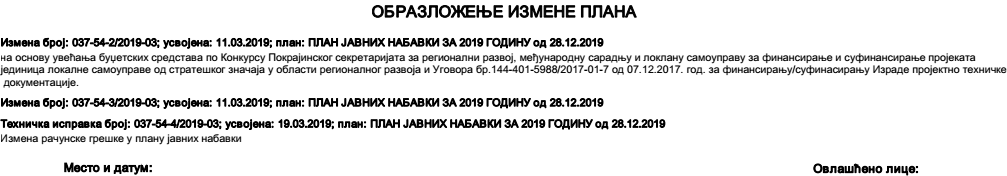 ОБРАЗЛОЖЕЊЕ ИЗМЕНЕ ПЛАНА
Измена број: 037-54-2/2019-03; усвојена: 11.03.2019; план: ПЛАН ЈАВНИХ НАБАВКИ ЗА 2019 ГОДИНУ од 28.12.2019
на основу увећања буџетских средстава по Конкурсу Покрајинског секретаријата за регионални развој, међународну сарадњу и локлану самоуправу за финансирање и суфинансирање пројеката
јединица локалне самоуправе од стратешког значаја у области регионалног развоја и Уговора бр.144-401-5988/2017-01-7 од 07.12.2017. год. за финансирању/суфинасирању Израде пројектно техничке
документације.
Измена број: 037-54-3/2019-03; усвојена: 11.03.2019; план: ПЛАН ЈАВНИХ НАБАВКИ ЗА 2019 ГОДИНУ од 28.12.2019
Техничка исправка број: 037-54-4/2019-03; усвојена: 19.03.2019; план: ПЛАН ЈАВНИХ НАБАВКИ ЗА 2019 ГОДИНУ од 28.12.2019
Измена рачунске грешке у плану јавних набавки
Место и датум: Овлашћено лице: